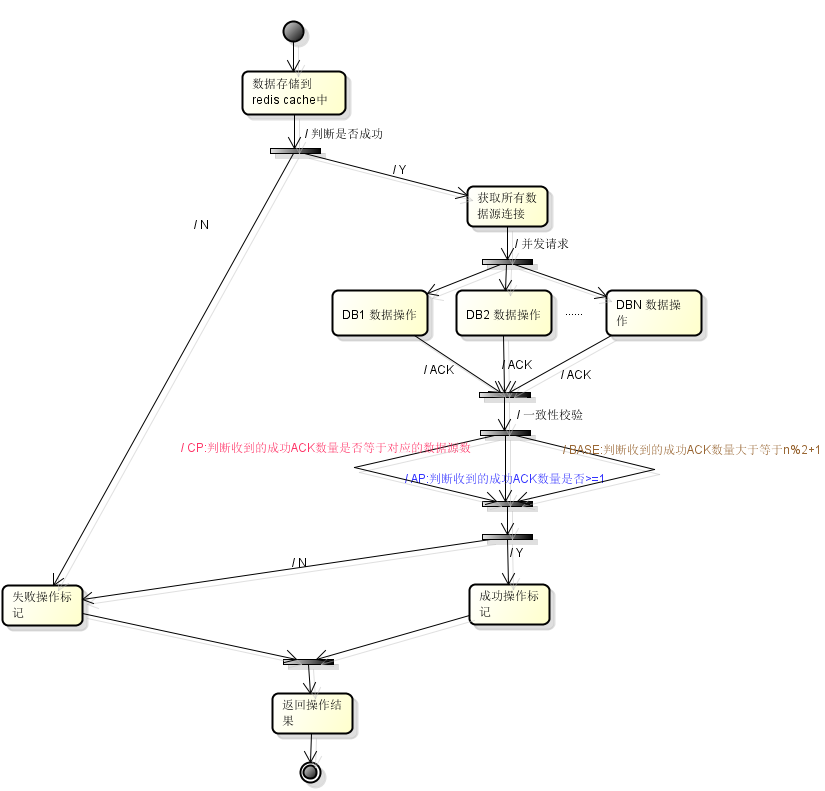 数据存储到
redis cache中
/ 判断是否成功
/ Y
/ N
获取所有数
据源连接
/ 并发请求
DB1 数据操作
DB2 数据操作
......
DBN 数据操
作
/ ACK
/ ACK
/ ACK
/ 一致性校验
/ CP:判断收到的成功ACK数量是否等于对应的数据源数
/ BASE:判断收到的成功ACK数量大于等于n%2+1
/ AP:判断收到的成功ACK数量是否>=1
/ N
/ Y
失败操作标
记
成功操作标
记
返回操作结
果